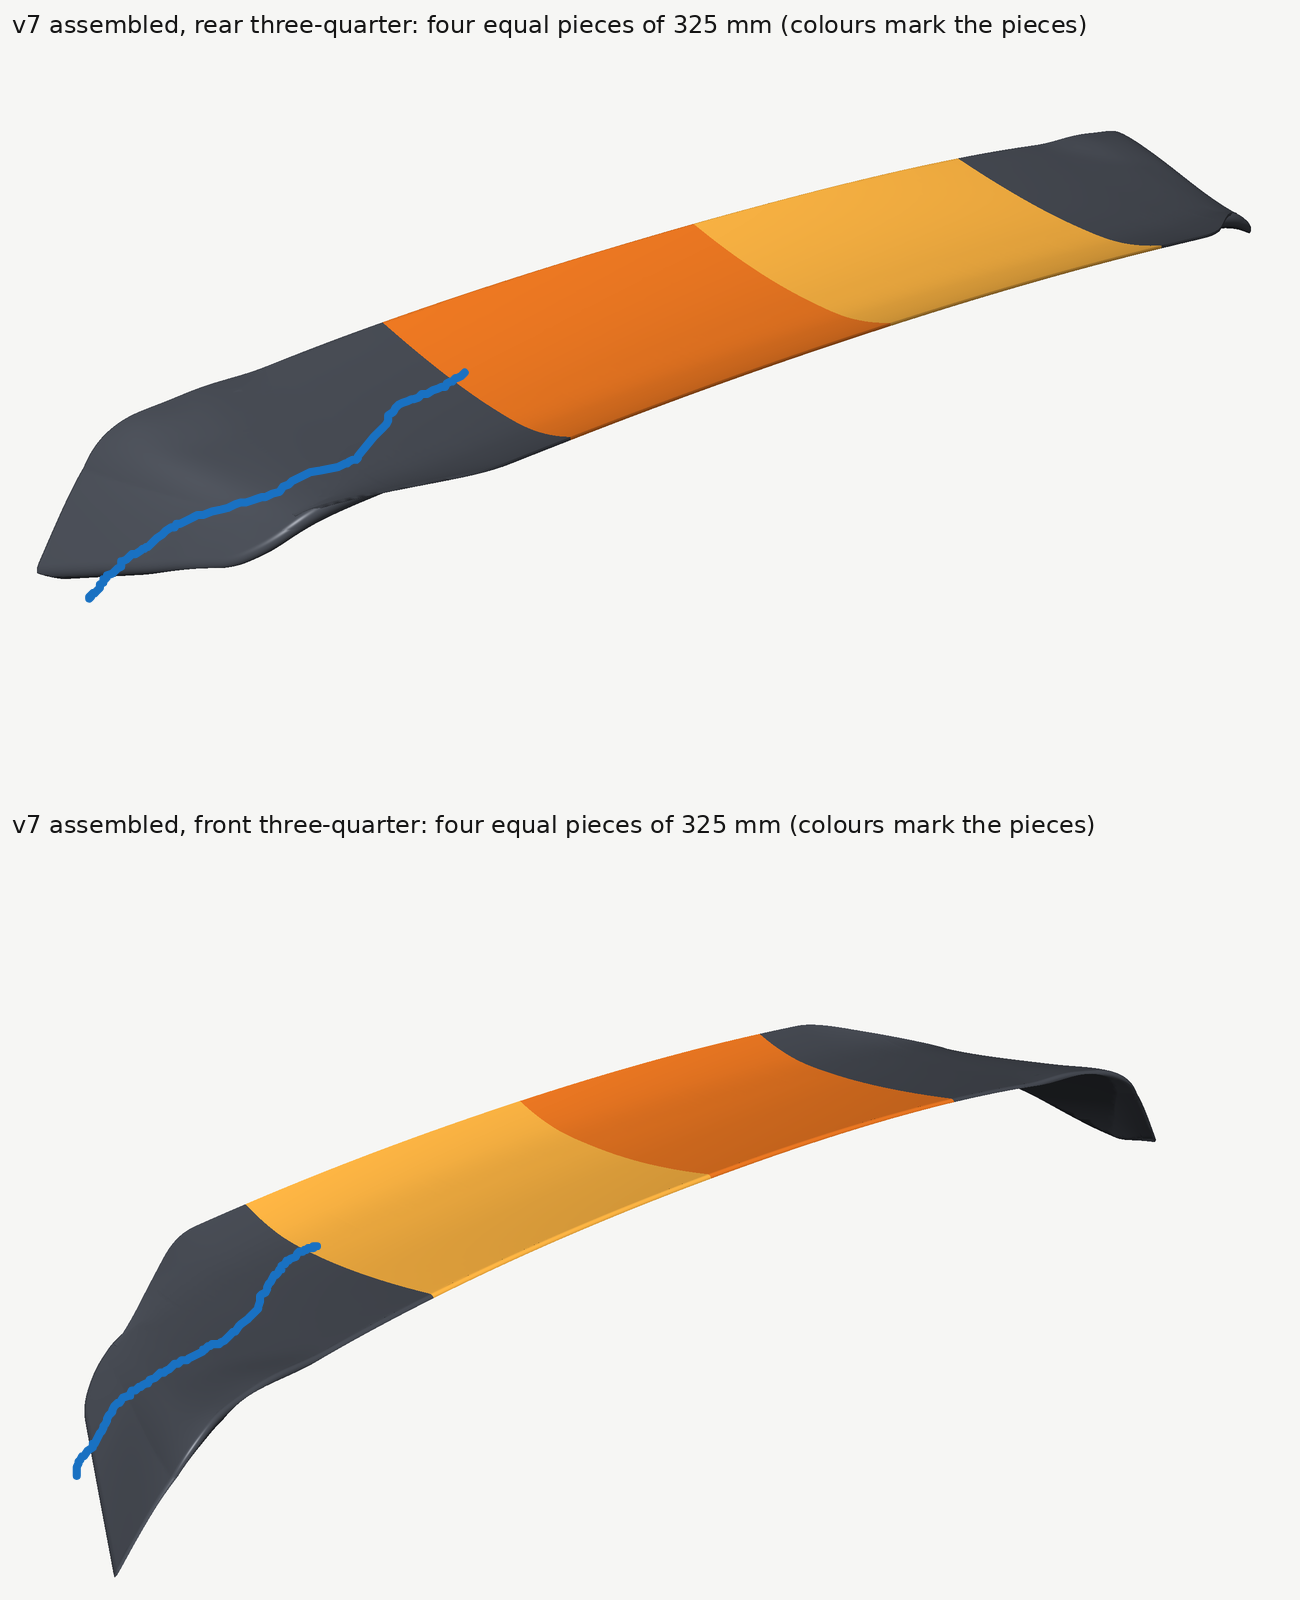 v7 assembled, rear three-quarter: four equal pieces of 325 mm (colours mark the pieces)
v7 assembled, front three-quarter: four equal pieces of 325 mm (colours mark the pieces)